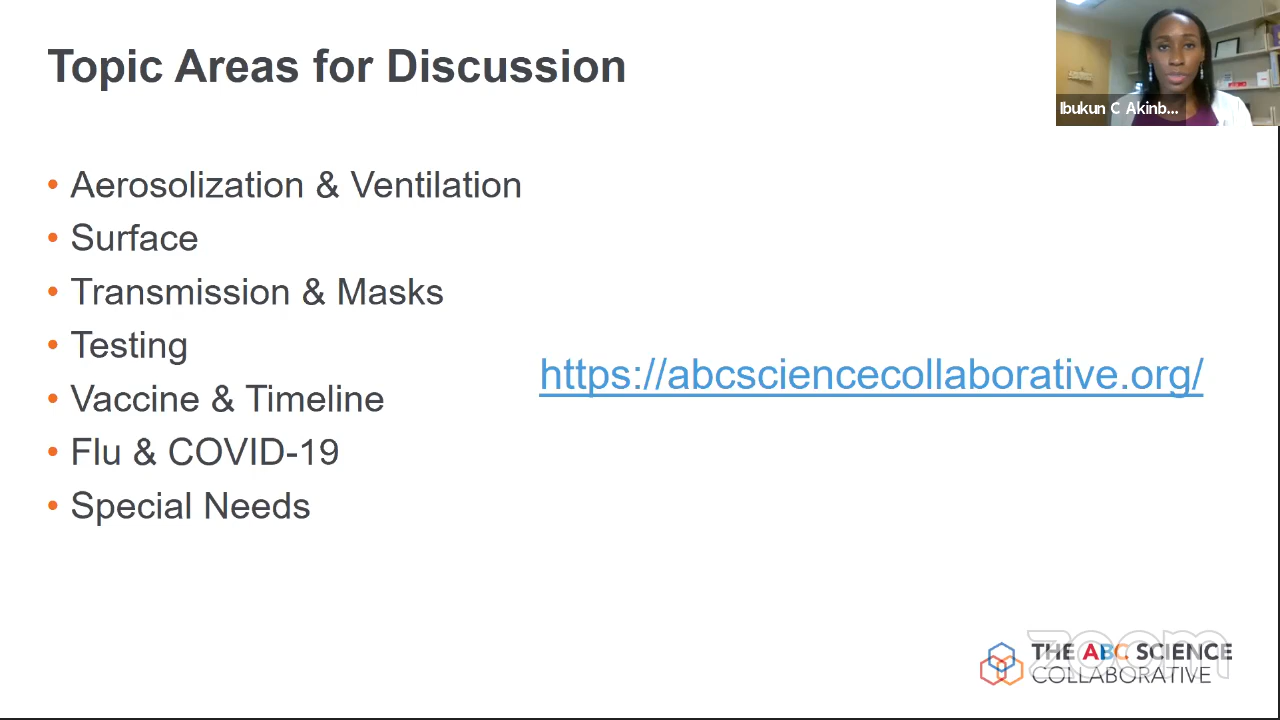 Topic Areas for Discussion
Ibukun C Akinb...
• Aerosolization & Ventilation
• Surface
• Transmission & Masks
• Testing
• Vaccine & Timeline
• Flu & COVID-19
• Special Needs
https://abcsciencecollaborative.org/
zoom
THE ABC SCIENCE
COLLABORATIVE